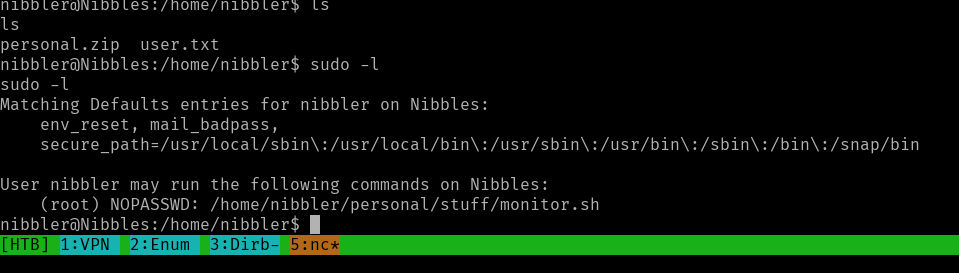 nibbler@Nibbles:/home/nibbler$ ls
ls
personal.zip  user.txt
nibbler@Nibbles:/home/nibbler$ sudo -l
sudo -l
Matching Defaults entries for nibbler on Nibbles:
    env_reset, mail_badpass,
    secure_path=/usr/local/sbin\:/usr/local/bin\:/usr/sbin\:/usr/bin\:/sbin\:/bin\:/snap/bin

User nibbler may run the following commands on Nibbles:
    (root) NOPASSWD: /home/nibbler/personal/stuff/monitor.sh
nibbler@Nibbles:/home/nibbler$
[HTB] 1:VPN  2:Enum  3:Dirb- 5:nc*